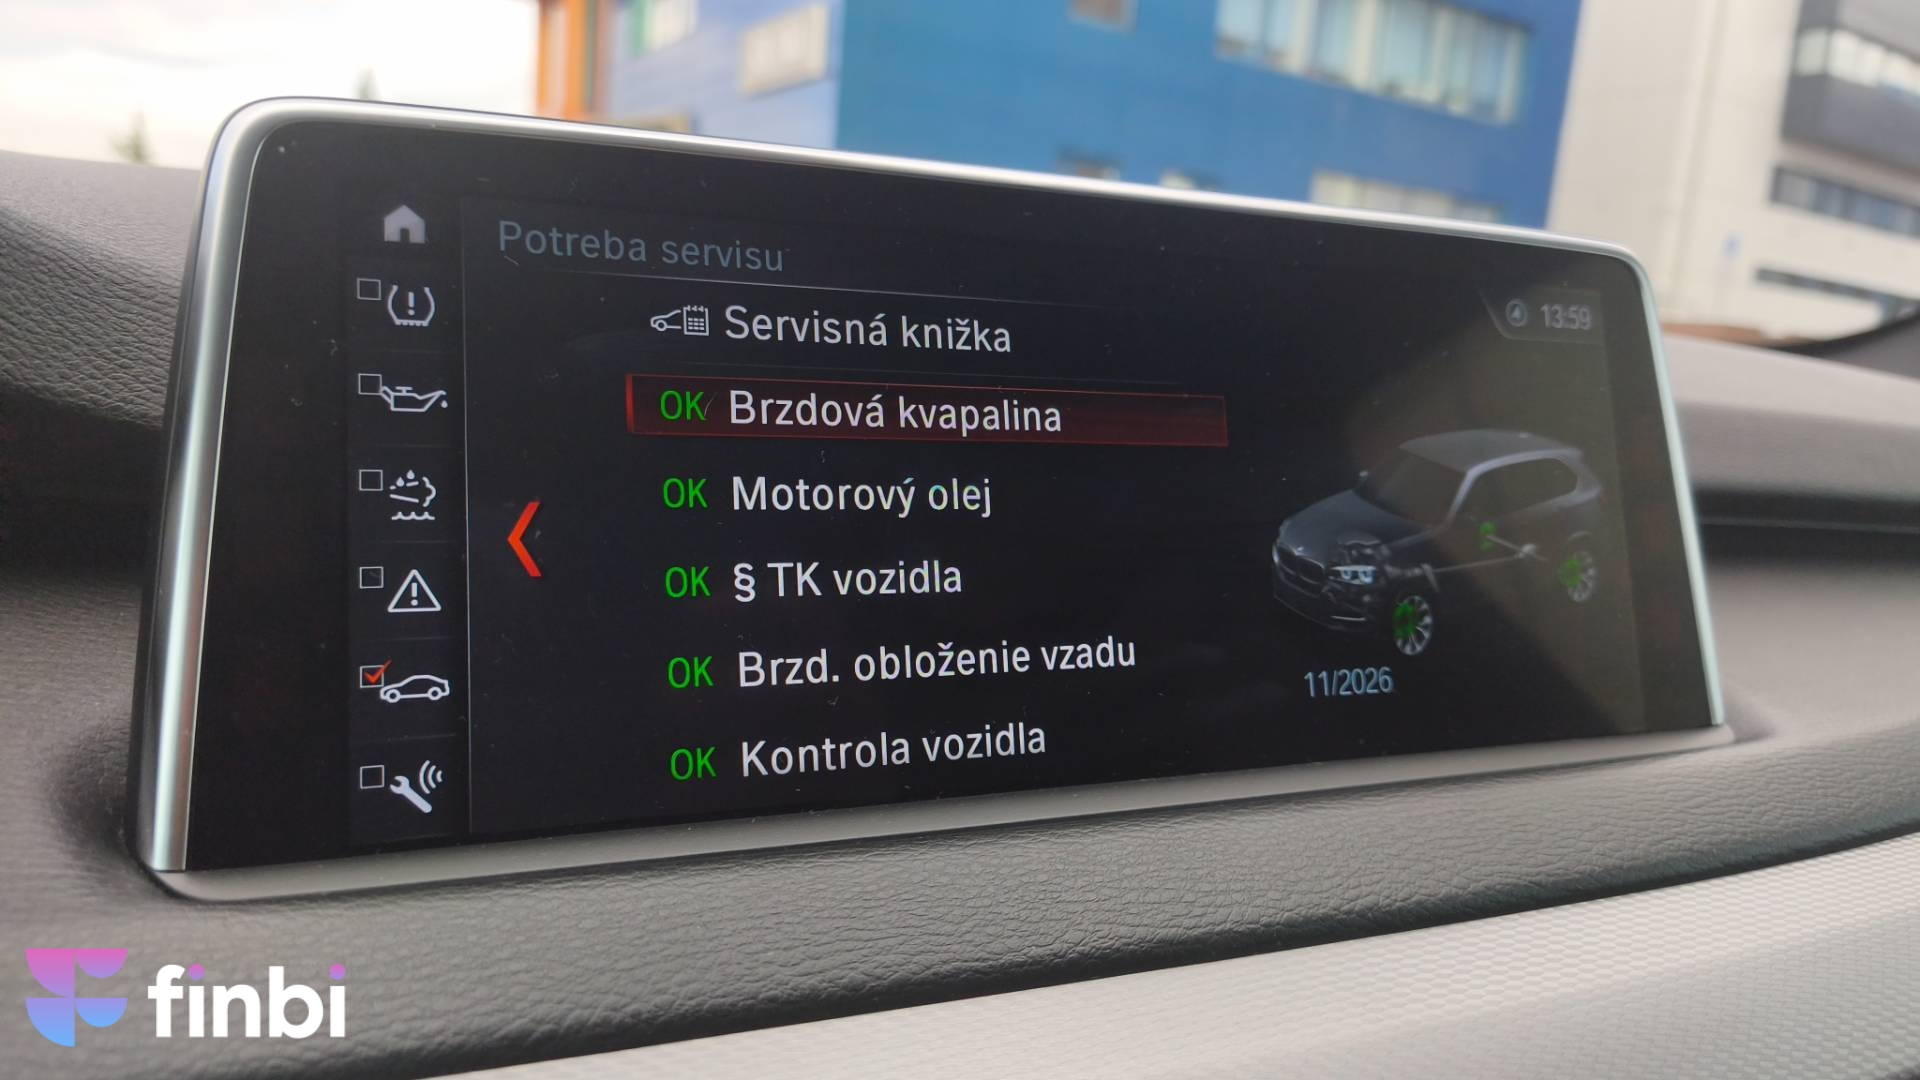 Potreba servisu
Servisná knižka
13:59
OK Brzdová kvapalina
OK Motorový olej
OK § TK vozidla
OK Brzd. obloženie vzadu
11/2026
OK Kontrola vozidla
finbi